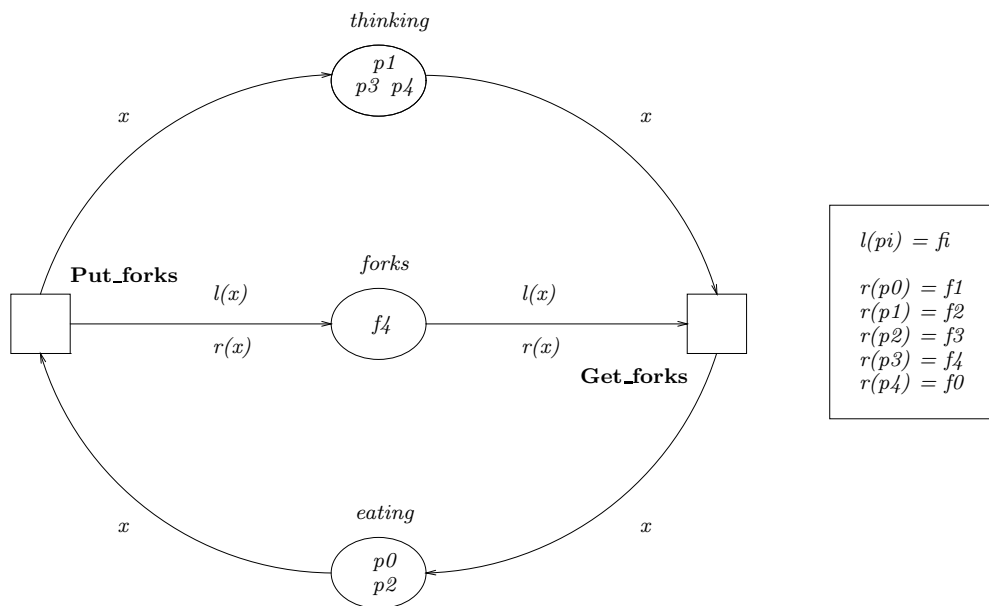 thinking
p1
p3 p4
x
x
forks
Put_forks
l(x)
l(x)
f4
r(x)
r(x)
Get_forks
eating
x
x
p0
p2
l(pi) = fi
r(p0) = f1
r(p1) = f2
r(p2) = f3
r(p3) = f4
r(p4) = f0